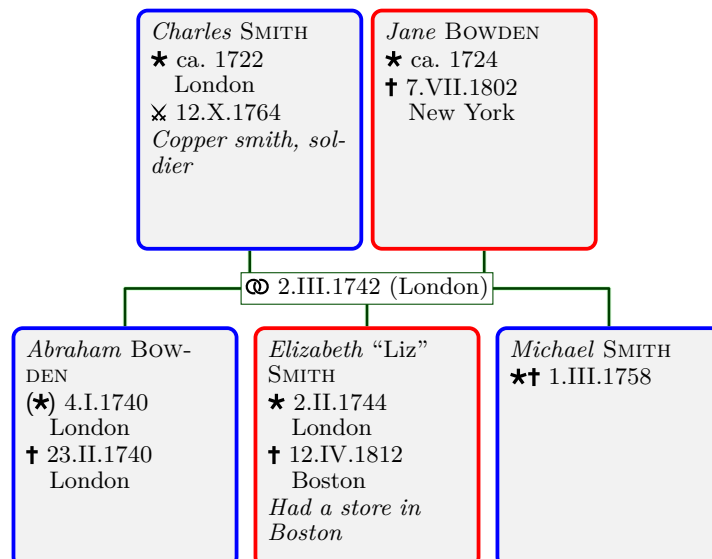 Charles SMITH
* ca. 1722
London
⚔ 12.X.1764
Copper smith, sol-
dier
Jane BOWDEN
* ca. 1724
† 7.VII.1802
New York
⚭ 2.III.1742 (London)
Abraham BOW-
DEN
(*) 4.I.1740
London
† 23.II.1740
London
Elizabeth “Liz”
SMITH
* 2.II.1744
London
† 12.IV.1812
Boston
Had a store in
Boston
Michael SMITH
*† 1.III.1758